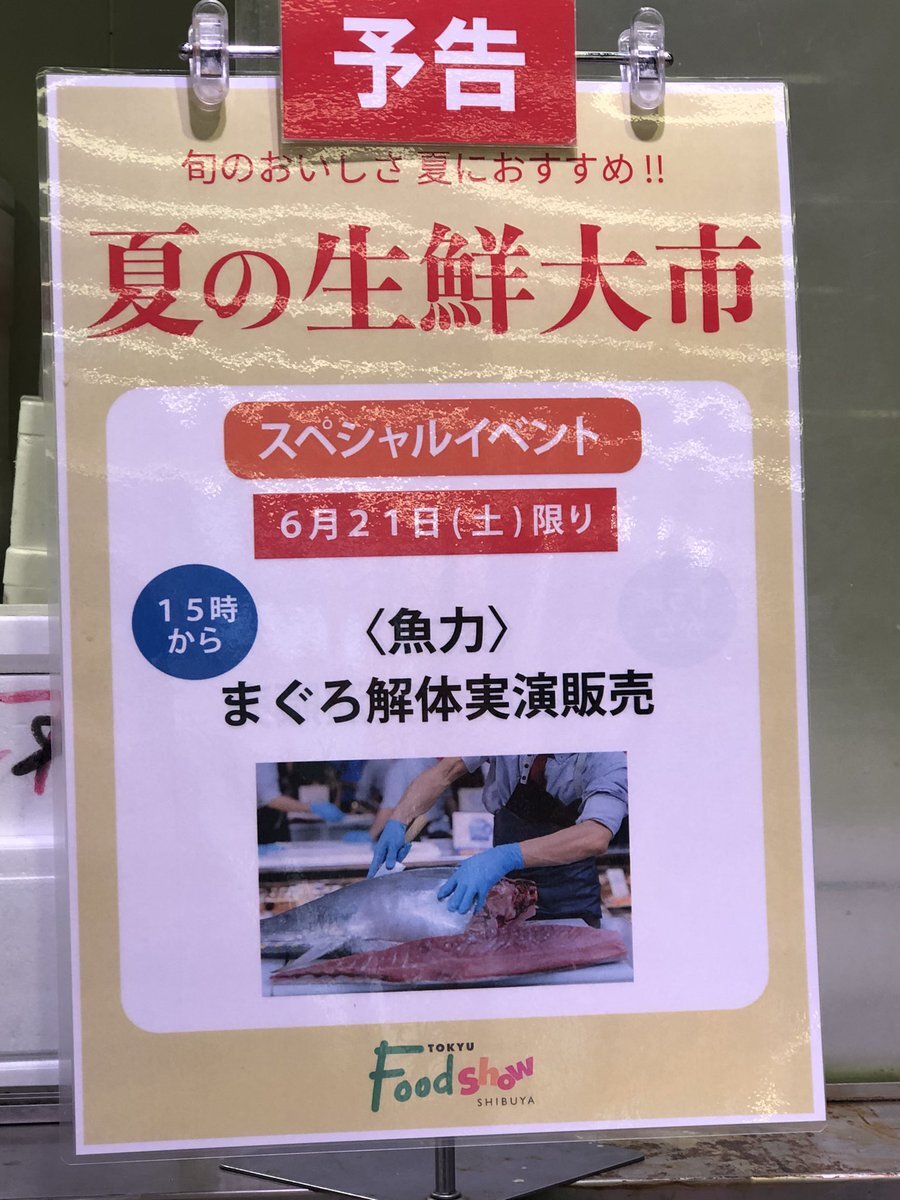 予告
旬のおいしさ 夏におすすめ!!
夏の生鮮大市
スペシャルイベント
6月21日(土)限り
15時
から
〈魚力〉
まぐろ解体実演販売
TOKYU
Food Show
SHIBUYA